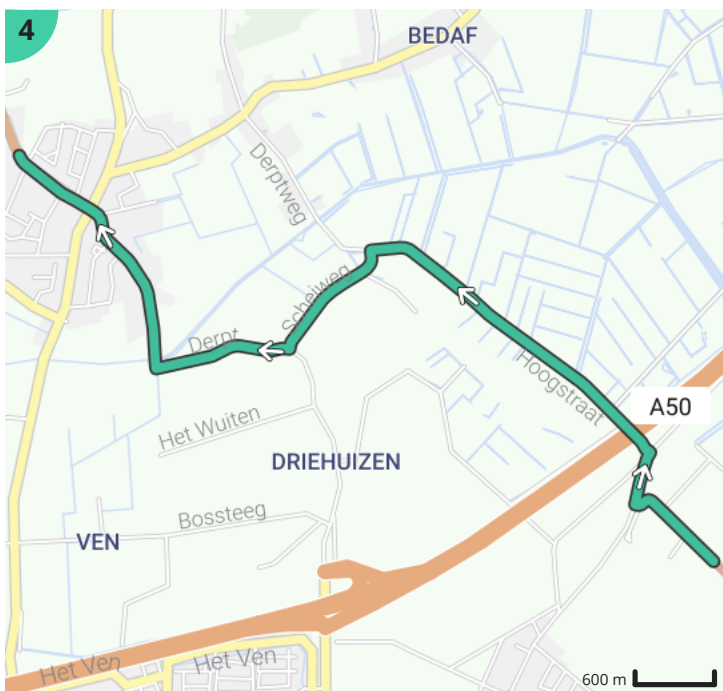 4
BEDAF
Derptweg
Scheiweg
Derpt
Hoogstraat
A50
Het Wuiten
DRIEHUIZEN
Bossteeg
VEN
Het Ven
Het Ven
600 m